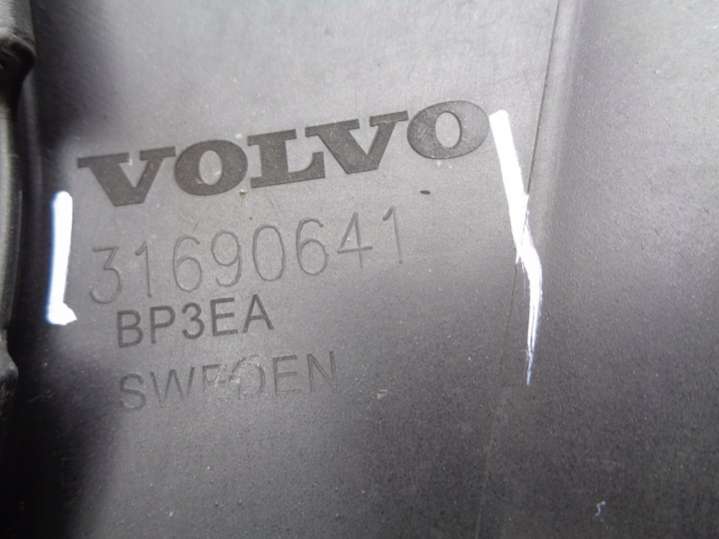 VOLVO
31690641
BP3EA
SWEDEN